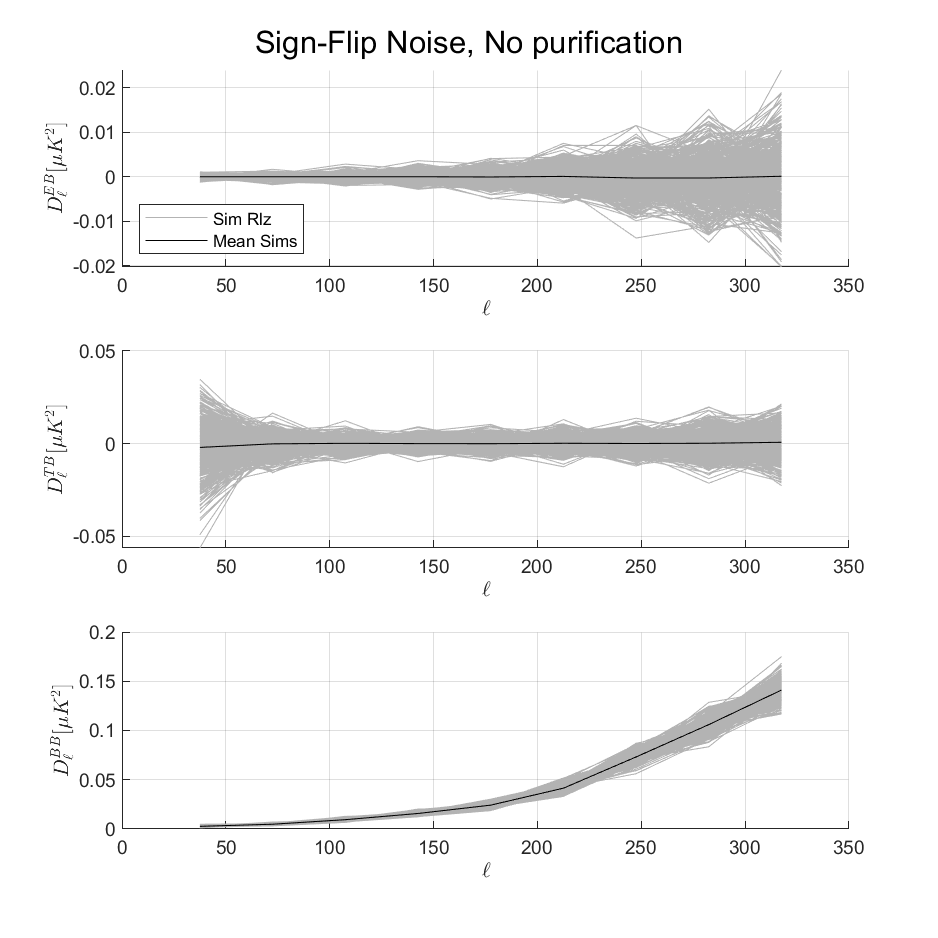 Sign-Flip Noise, No purification
D_ℓ^{EB}[μK^2]
0.02
0.01
0
-0.01
-0.02
Sim Rlz
Mean Sims
0 50 100 150 200 250 300 350
ℓ
D_ℓ^{TB}[μK^2]
0.05
0
-0.05
0 50 100 150 200 250 300 350
ℓ
D_ℓ^{BB}[μK^2]
0.2
0.15
0.1
0.05
0
0 50 100 150 200 250 300 350
ℓ